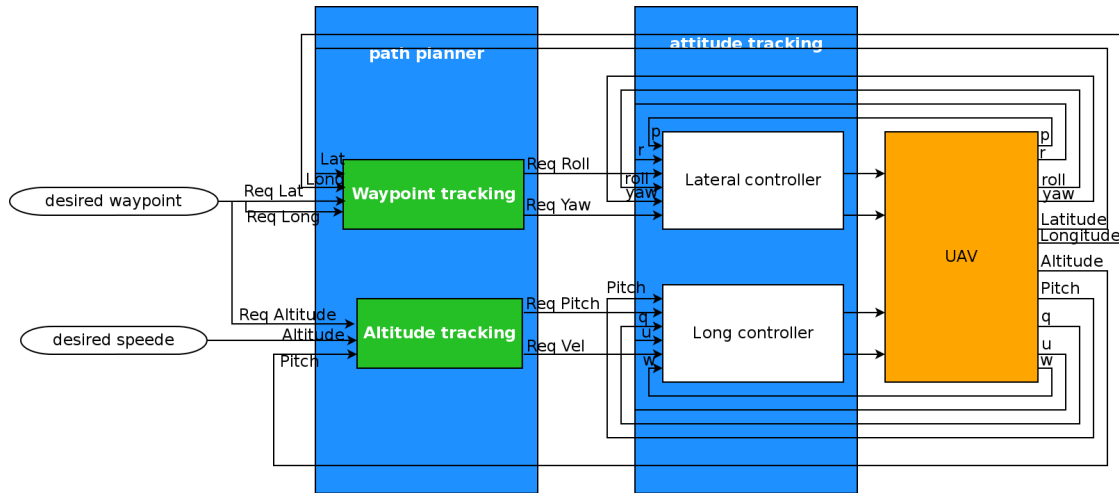 path planner
attitude tracking
desired waypoint
desired speede
Req Lat
Req Long
Lat
Long
Waypoint tracking
Req Roll
Req Yaw
p
r
roll
yaw
Lateral controller
UAV
p
r
roll
yaw
Latitude
Longitude
Altitude
Pitch
q
u
w
Req Altitude
Altitude
Pitch
Altitude tracking
Req Pitch
Req Vel
Pitch
q
u
w
Long controller